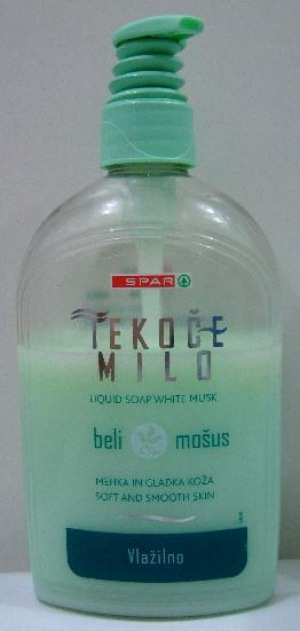 SPAR
TEKOČE
MILO
LIQUID SOAP WHITE MUSK
beli mošus
MEHKA IN GLADKA KOŽA
SOFT AND SMOOTH SKIN
Vlažilno